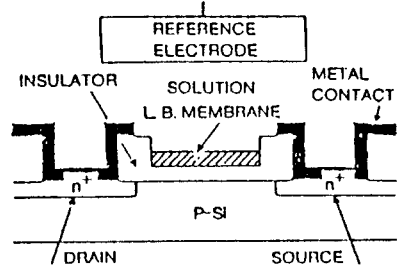 REFERENCE
ELECTRODE
INSULATOR
SOLUTION
METAL
CONTACT
L.B. MEMBRANE
n+
n+
P-SI
DRAIN
SOURCE